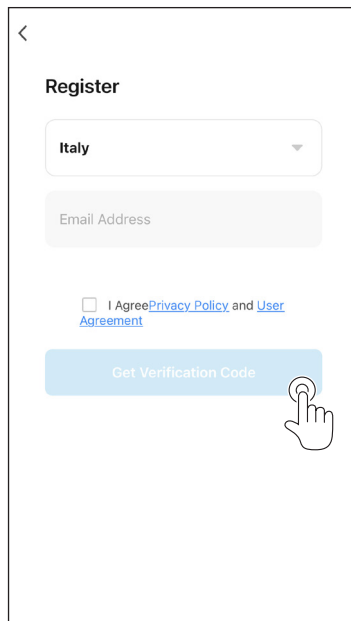 Register
Italy
Email Address
I AgreePrivacy Policy and User
Agreement
Get Verification Code